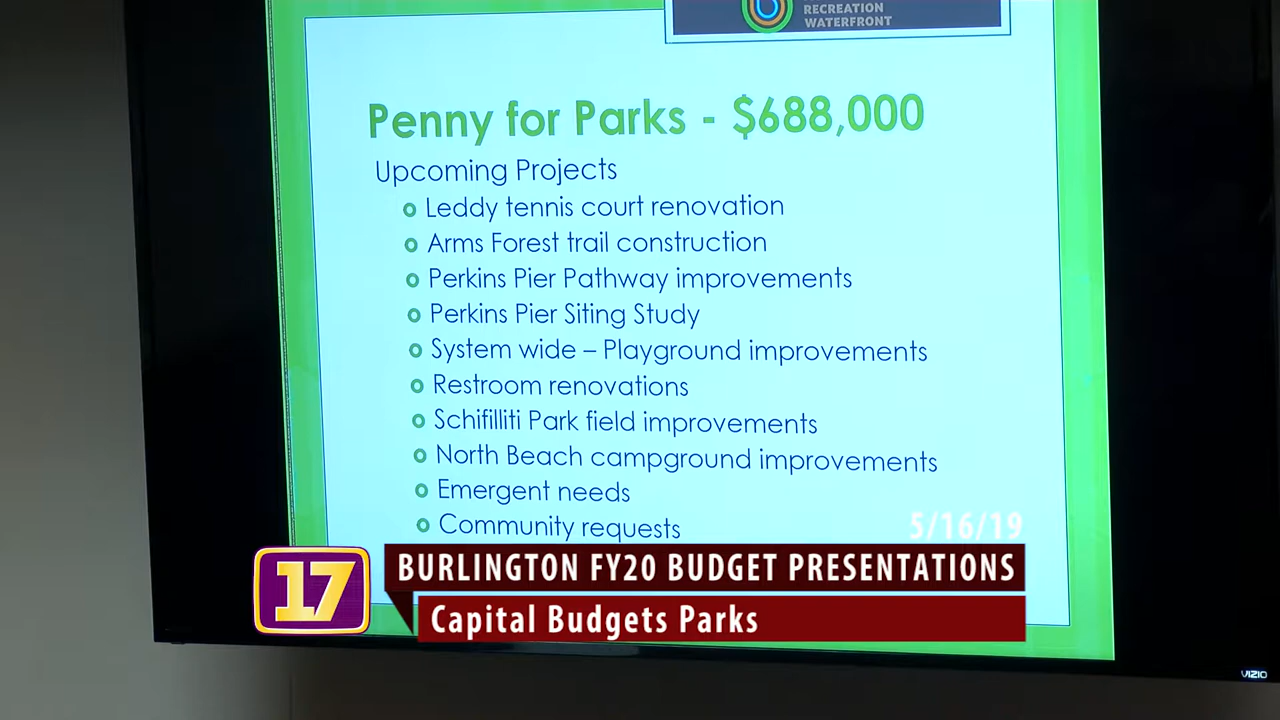 RECREATION
WATERFRONT
Penny for Parks - $688,000
Upcoming Projects
Leddy tennis court renovation
Arms Forest trail construction
Perkins Pier Pathway improvements
Perkins Pier Siting Study
System wide – Playground improvements
Restroom renovations
Schifilliti Park field improvements
North Beach campground improvements
Emergent needs
Community requests
5/16/19
17
BURLINGTON FY20 BUDGET PRESENTATIONS
Capital Budgets Parks
VIZIO